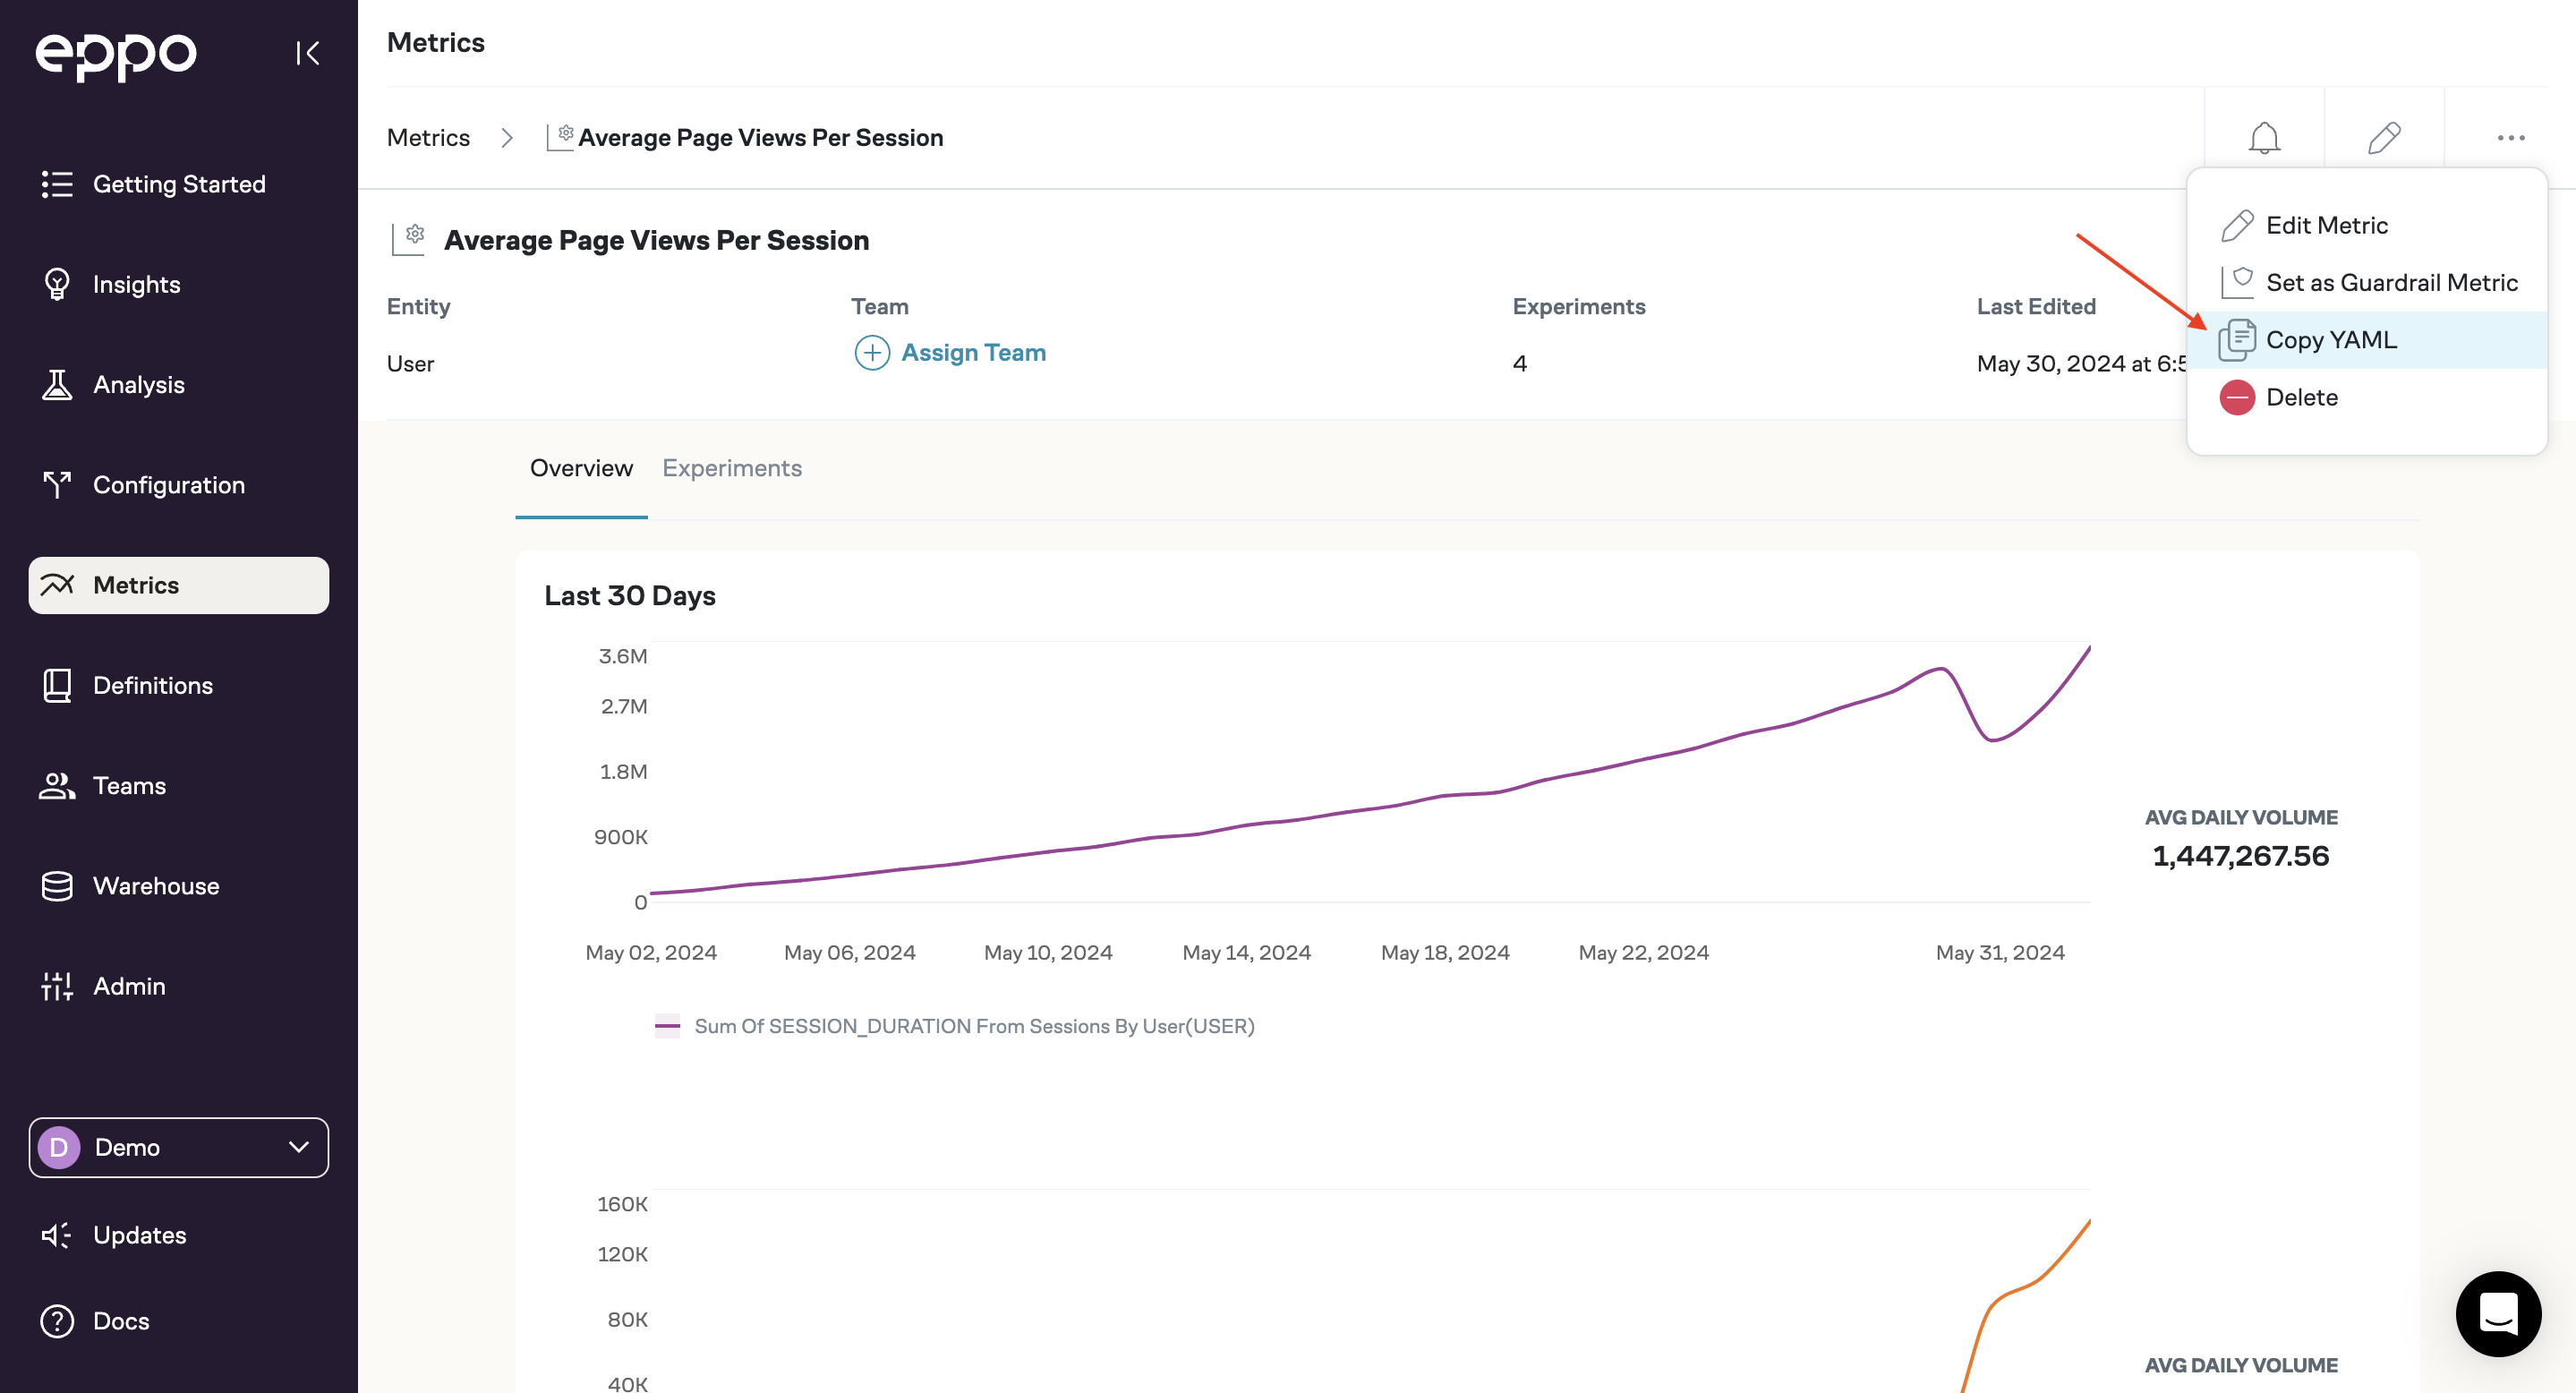 eppo
Getting Started
Insights
Analysis
Configuration
Metrics
Definitions
Teams
Warehouse
Admin
D Demo
Updates
Docs
Metrics
Metrics Average Page Views Per Session
Average Page Views Per Session
Entity
User
Team
Assign Team
Experiments
4
Last Edited
May 30, 2024 at 6:5
Edit Metric
Set as Guardrail Metric
Copy YAML
Delete
Overview Experiments
Last 30 Days
3.6M
2.7M
1.8M
900K
0
May 02, 2024 May 06, 2024 May 10, 2024 May 14, 2024 May 18, 2024 May 22, 2024 May 31, 2024
Sum Of SESSION_DURATION From Sessions By User(USER)
AVG DAILY VOLUME
1,447,267.56
160K
120K
80K
40K
AVG DAILY VOLUME